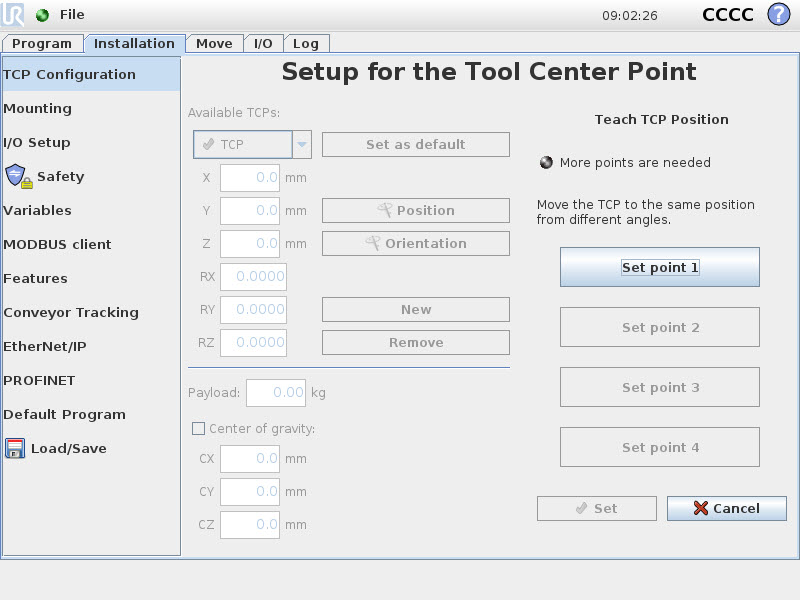 UR File 09:02:26 CCCC ?
Program Installation Move I/O Log
TCP Configuration
Mounting
I/O Setup
Safety
Variables
MODBUS client
Features
Conveyor Tracking
EtherNet/IP
PROFINET
Default Program
Load/Save
Setup for the Tool Center Point
Available TCPs:
TCP Set as default
X 0.0 mm
Y 0.0 mm Position
Z 0.0 mm Orientation
RX 0.0000
RY 0.0000 New
RZ 0.0000 Remove
Payload: 0.00 kg
Center of gravity:
CX 0.0 mm
CY 0.0 mm
CZ 0.0 mm
Teach TCP Position
More points are needed
Move the TCP to the same position
from different angles.
Set point 1
Set point 2
Set point 3
Set point 4
Set Cancel